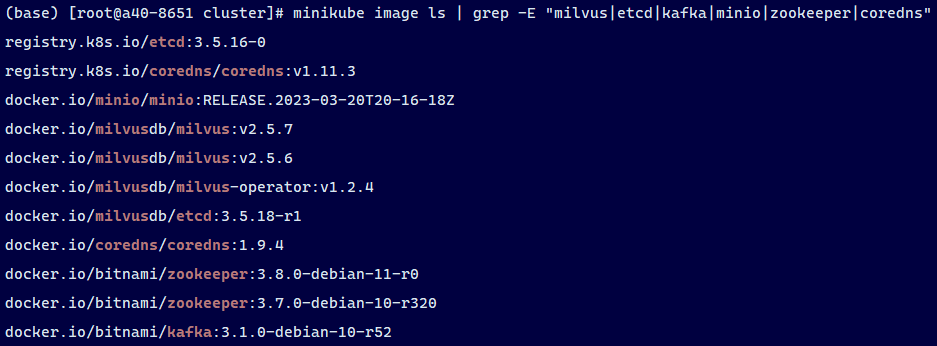 (base) [root@a40-8651 cluster]# minikube image ls | grep -E "milvus|etcd|kafka|minio|zookeeper|coredns"
registry.k8s.io/etcd:3.5.16-0
registry.k8s.io/coredns/coredns:v1.11.3
docker.io/minio/minio:RELEASE.2023-03-20T20-16-18Z
docker.io/milvusdb/milvus:v2.5.7
docker.io/milvusdb/milvus:v2.5.6
docker.io/milvusdb/milvus-operator:v1.2.4
docker.io/milvusdb/etcd:3.5.18-r1
docker.io/coredns/coredns:1.9.4
docker.io/bitnami/zookeeper:3.8.0-debian-11-r0
docker.io/bitnami/zookeeper:3.7.0-debian-10-r320
docker.io/bitnami/kafka:3.1.0-debian-10-r52